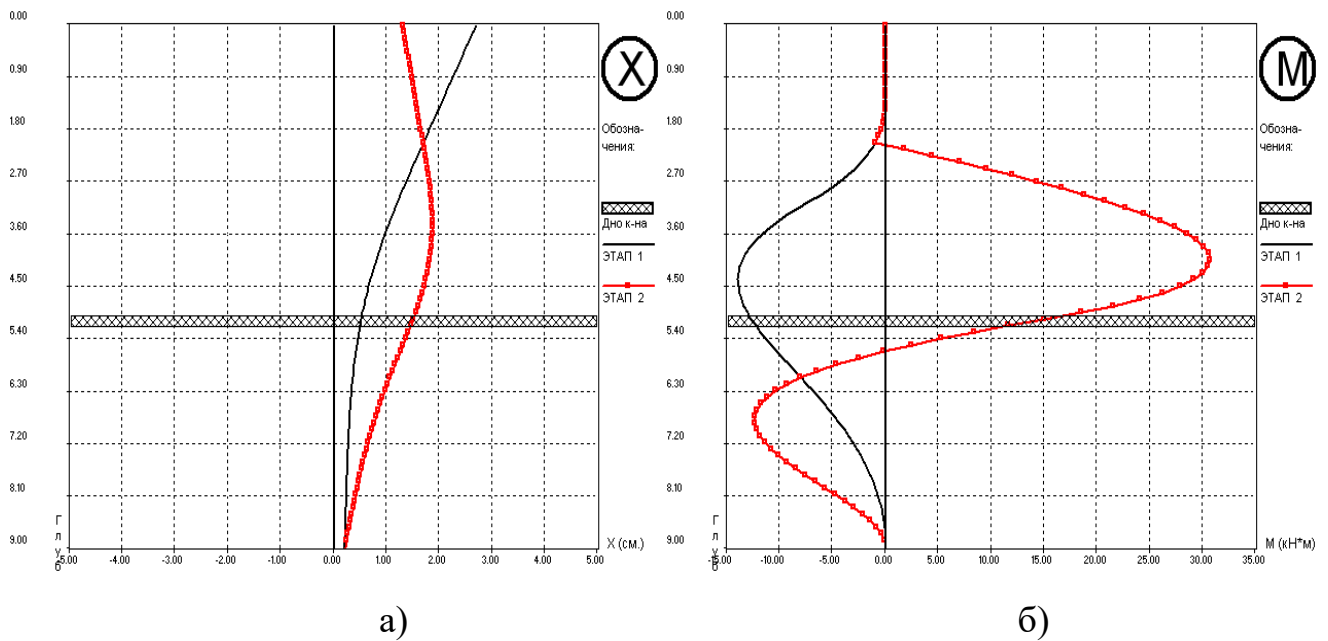 0.00
0.90
1.80
2.70
3.60
4.50
5.40
6.30
7.20
8.10
9.00
Глуб
-5.00 -4.00 -3.00 -2.00 -1.00 0.00 1.00 2.00 3.00 4.00 5.00
X (см.)
X
Обозна-
чения:
Дно к-на
ЭТАП 1
ЭТАП 2
а)
0.00
0.90
1.80
2.70
3.60
4.50
5.40
6.30
7.20
8.10
9.00
Глуб
-10.00 -5.00 0.00 5.00 10.00 15.00 20.00 25.00 30.00 35.00
М (кН*м)
М
Обозна-
чения:
Дно к-на
ЭТАП 1
ЭТАП 2
б)